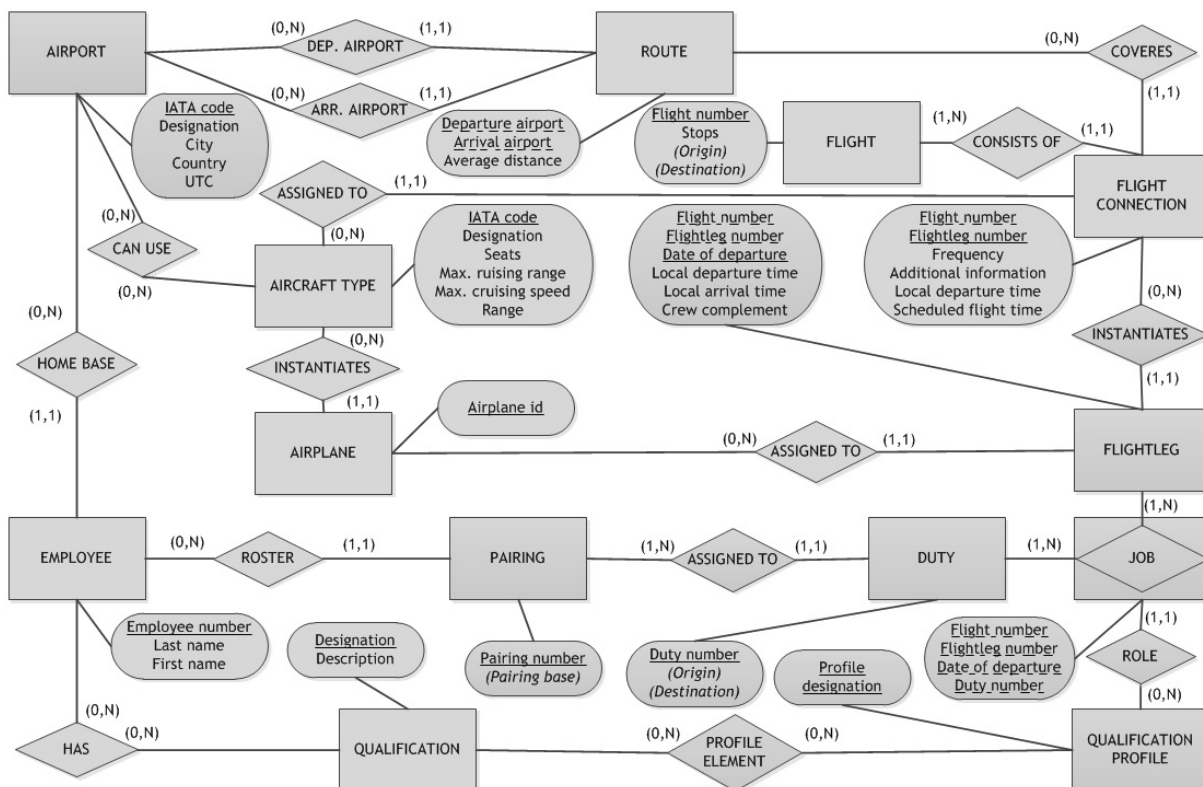 (0,N)
(1,1)
(0,N)
AIRPORT
DEP. AIRPORT
ROUTE
COVERES
(0,N)
(1,1)
ARR. AIRPORT
(1,1)
IATA code
Designation
City
Country
UTC
Departure airport
Arrival airport
Average distance
Flight number
Stops
(Origin)
(Destination)
FLIGHT
(1,N)
CONSISTS OF
(1,1)
ASSIGNED TO
(1,1)
FLIGHT
CONNECTION
(0,N)
CAN USE
(0,N)
(0,N)
AIRCRAFT TYPE
IATA code
Designation
Seats
Max. ruising range
Max. cruising speed
Range
Flight number
Flightleg number
Date of departure
Local departure time
Local arrival time
Crew complement
Flight number
Flightleg number
Frequency
Additional information
Local departure time
Scheduled flight time
(0,N)
(0,N)
INSTANTIATES
(0,N)
HOME BASE
INSTANTIATES
(1,1)
(1,1)
(1,1)
Airplane id
AIRPLANE
(0,N)
ASSIGNED TO
(1,1)
FLIGHTLEG
(1,N)
EMPLOYEE
(0,N)
ROSTER
(1,1)
PAIRING
(1,N)
ASSIGNED TO
(1,1)
DUTY
(1,N)
JOB
Employee number
Last name
First name
Designation
Description
Pairing number
(Pairing base)
Duty number
(Origin)
(Destination)
Profile
designation
Flight number
Flightleg number
Date of departure
Duty number
(1,1)
ROLE
(0,N)
(0,N)
HAS
(0,N)
QUALIFICATION
(0,N)
PROFILE
ELEMENT
(0,N)
QUALIFICATION
PROFILE